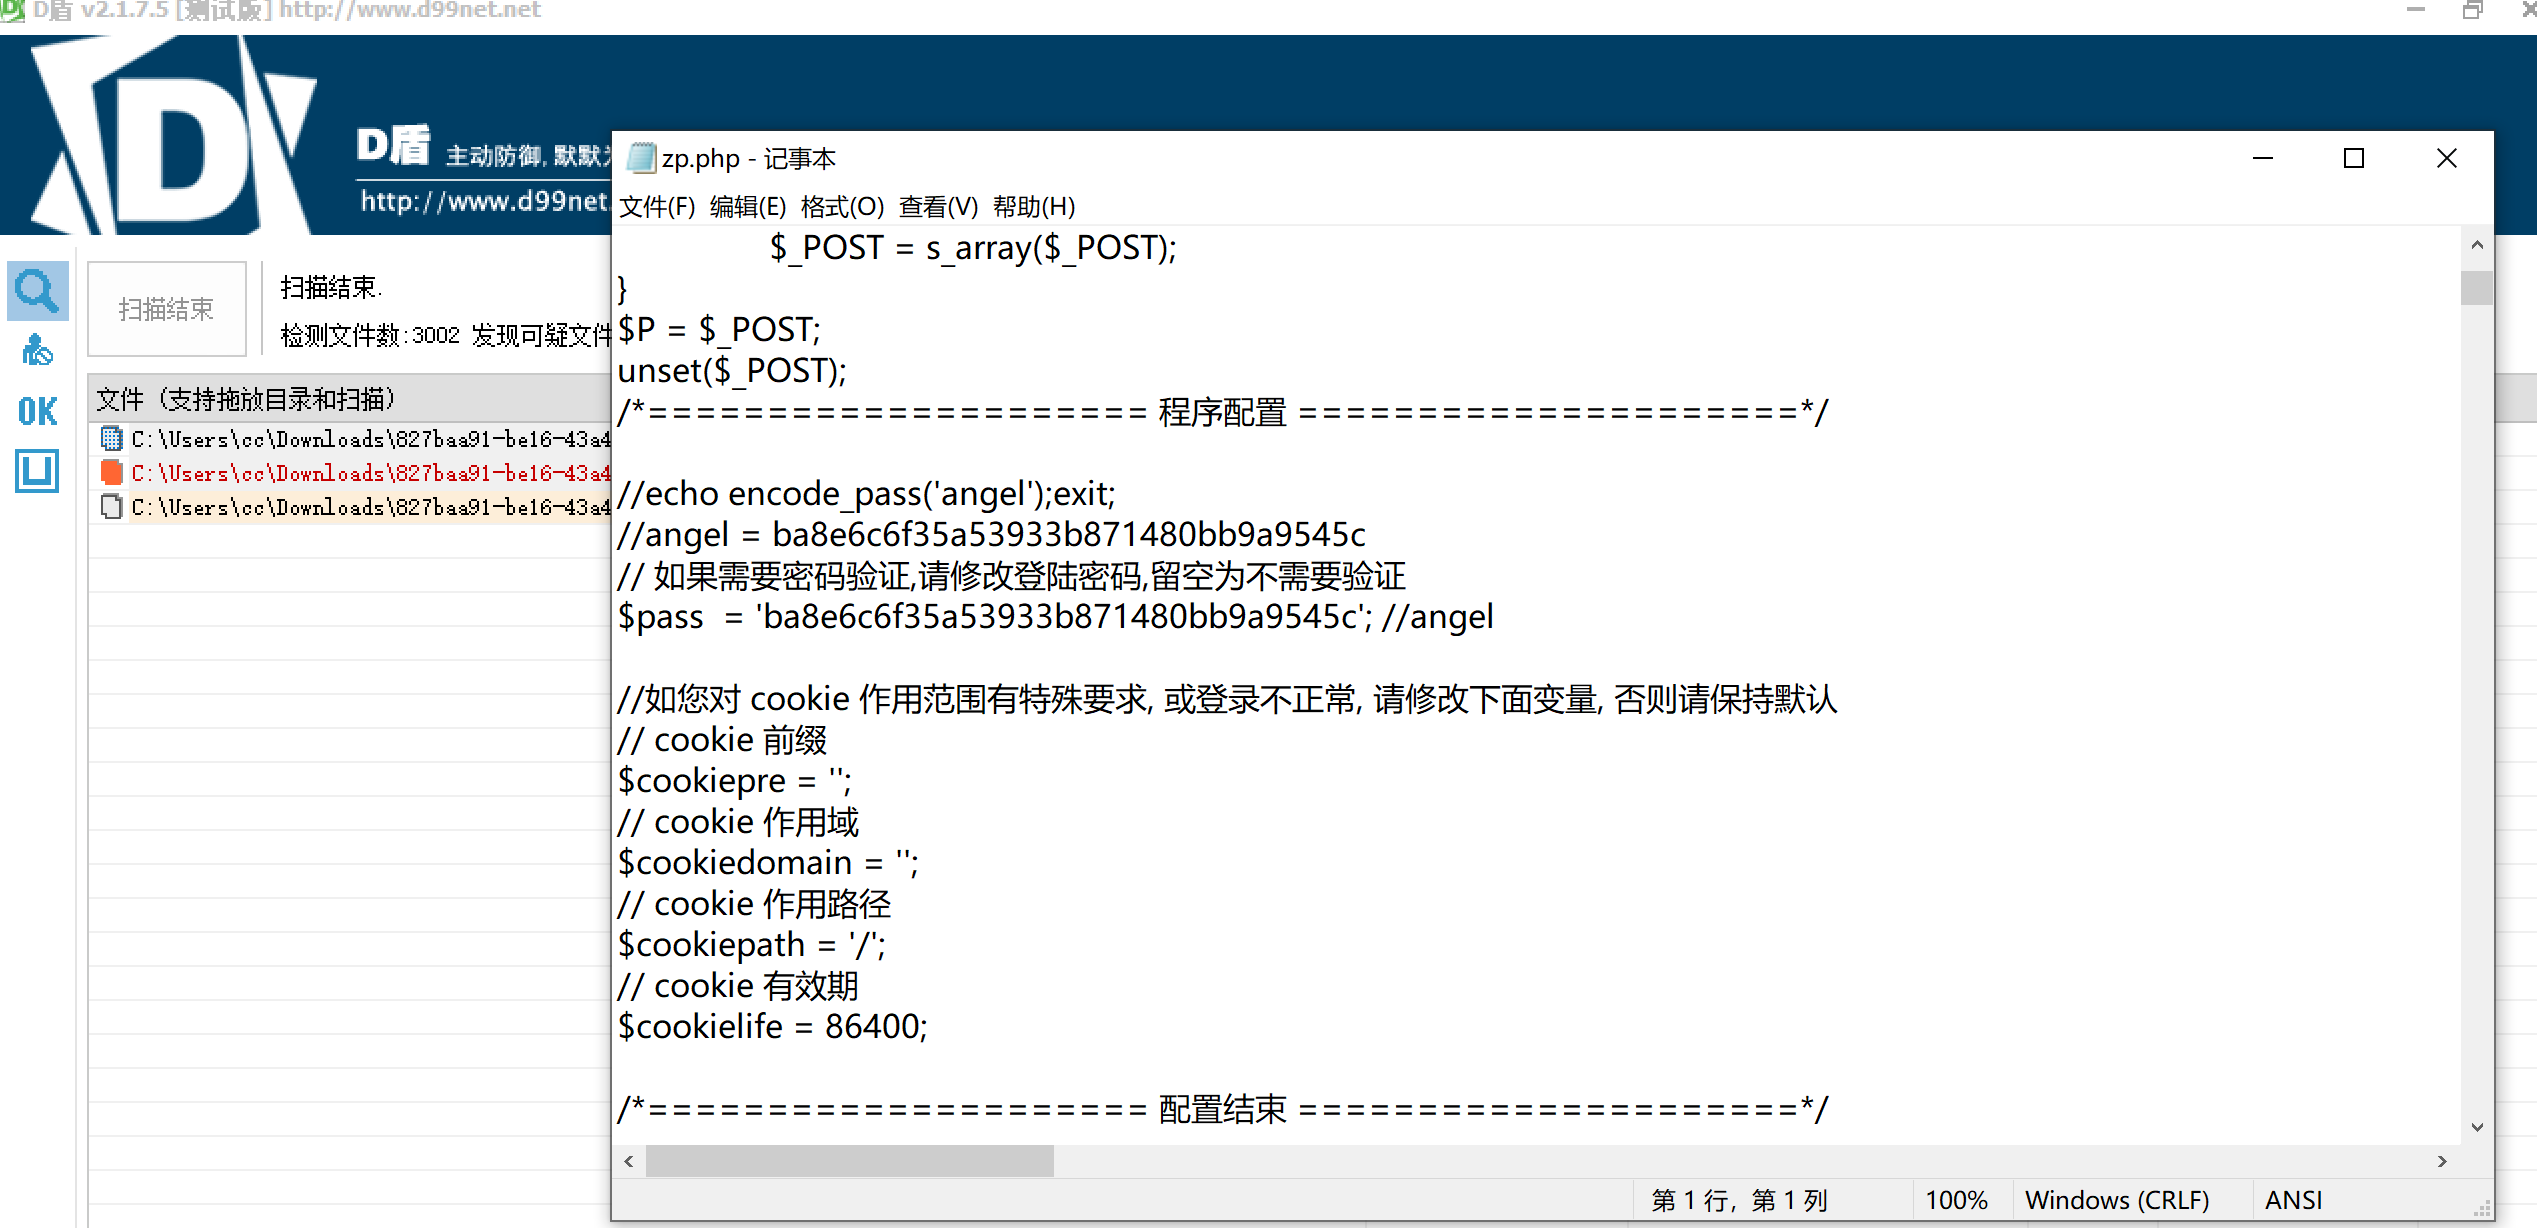 D盾 v2.1.7.5 [测试版] http://www.d99net.net
D盾 主动防御,默默
http://www.d99net.
扫描结束
扫描结束.
检测文件数:3002 发现可疑文件
文件 (支持拖放目录和扫描)
C:\Users\cc\Downloads\827baa91-be16-43a4
C:\Users\cc\Downloads\827baa91-be16-43a4
C:\Users\cc\Downloads\827baa91-be16-43a4
OK
zp.php - 记事本
文件(F) 编辑(E) 格式(O) 查看(V) 帮助(H)
$_POST = s_array($_POST);
}
$P = $_POST;
unset($_POST);
/*===================== 程序配置 =====================*/
//echo encode_pass('angel');exit;
//angel = ba8e6c6f35a53933b871480bb9a9545c
// 如果需要密码验证,请修改登陆密码,留空为不需要验证
$pass  = 'ba8e6c6f35a53933b871480bb9a9545c'; //angel
//如您对 cookie 作用范围有特殊要求, 或登录不正常, 请修改下面变量, 否则请保持默认
// cookie 前缀
$cookiepre = '';
// cookie 作用域
$cookiedomain = '';
// cookie 作用路径
$cookiepath = '/';
// cookie 有效期
$cookielife = 86400;
/*===================== 配置结束 =====================*/
第 1 行，第 1 列
100%
Windows (CRLF)
ANSI